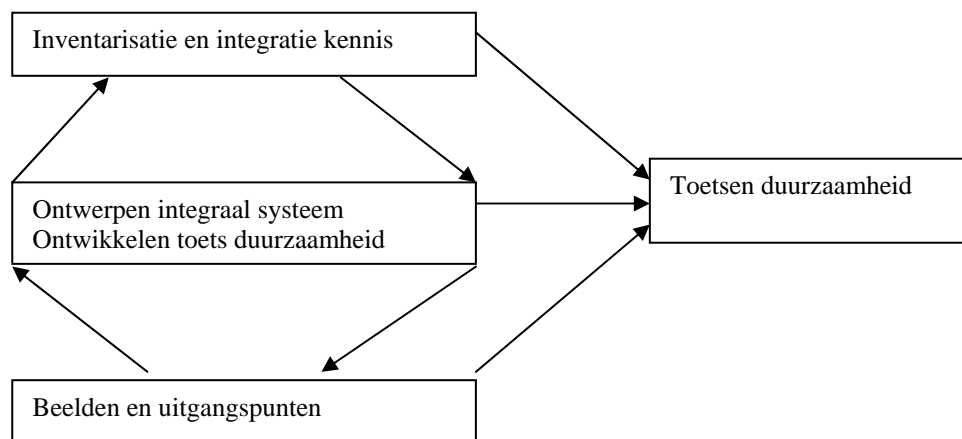 Inventarisatie en integratie kennis
Toetsen duurzaamheid
Ontwerpen integraal systeem
Ontwikkelen toets duurzaamheid
Beelden en uitgangspunten